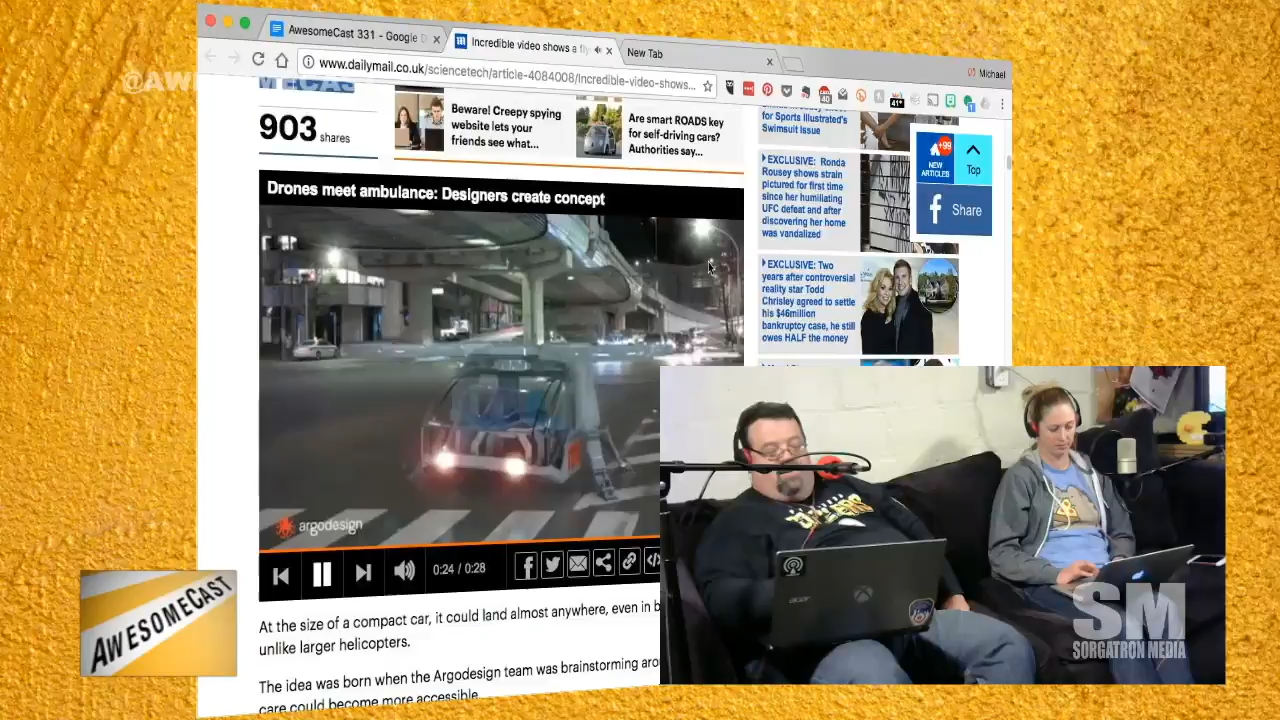 AwesomeCast 331 - Google D
Incredible video shows a fly
New Tab
Michael
www.dailymail.co.uk/sciencetech/article-4084008/Incredible-video-shows...
903 shares
Beware! Creepy spying
website lets your
friends see what...
Are smart ROADS key
for self-driving cars?
Authorities say...
for Sports Illustrated's
Swimsuit Issue
EXCLUSIVE: Ronda
Rousey shows strain
pictured for first time
since her humiliating
UFC defeat and after
discovering her home
was vandalized
+99
NEW
ARTICLES
Top
Share
Drones meet ambulance: Designers create concept
EXCLUSIVE: Two
years after controversial
reality star Todd
Chrisley agreed to settle
his $46million
bankruptcy case, he still
owes HALF the money
argodesign
0:24 / 0:28
At the size of a compact car, it could land almost anywhere, even in b
unlike larger helicopters.
The idea was born when the Argodesign team was brainstorming aro
care could become more accessible.
AWESOMECAST
acer
SM
SORGATRON MEDIA